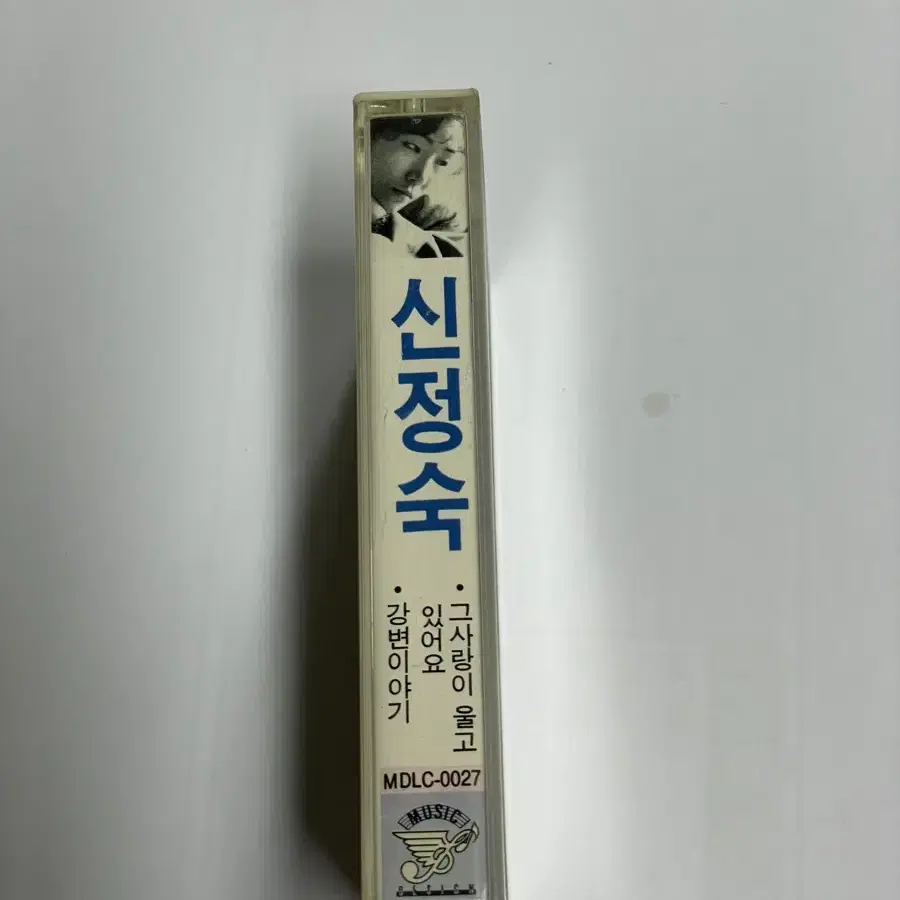 신정숙
• 그사랑이 울고
있어요
• 강변이야기
MDLC-0027
MUSIC
DESIGN